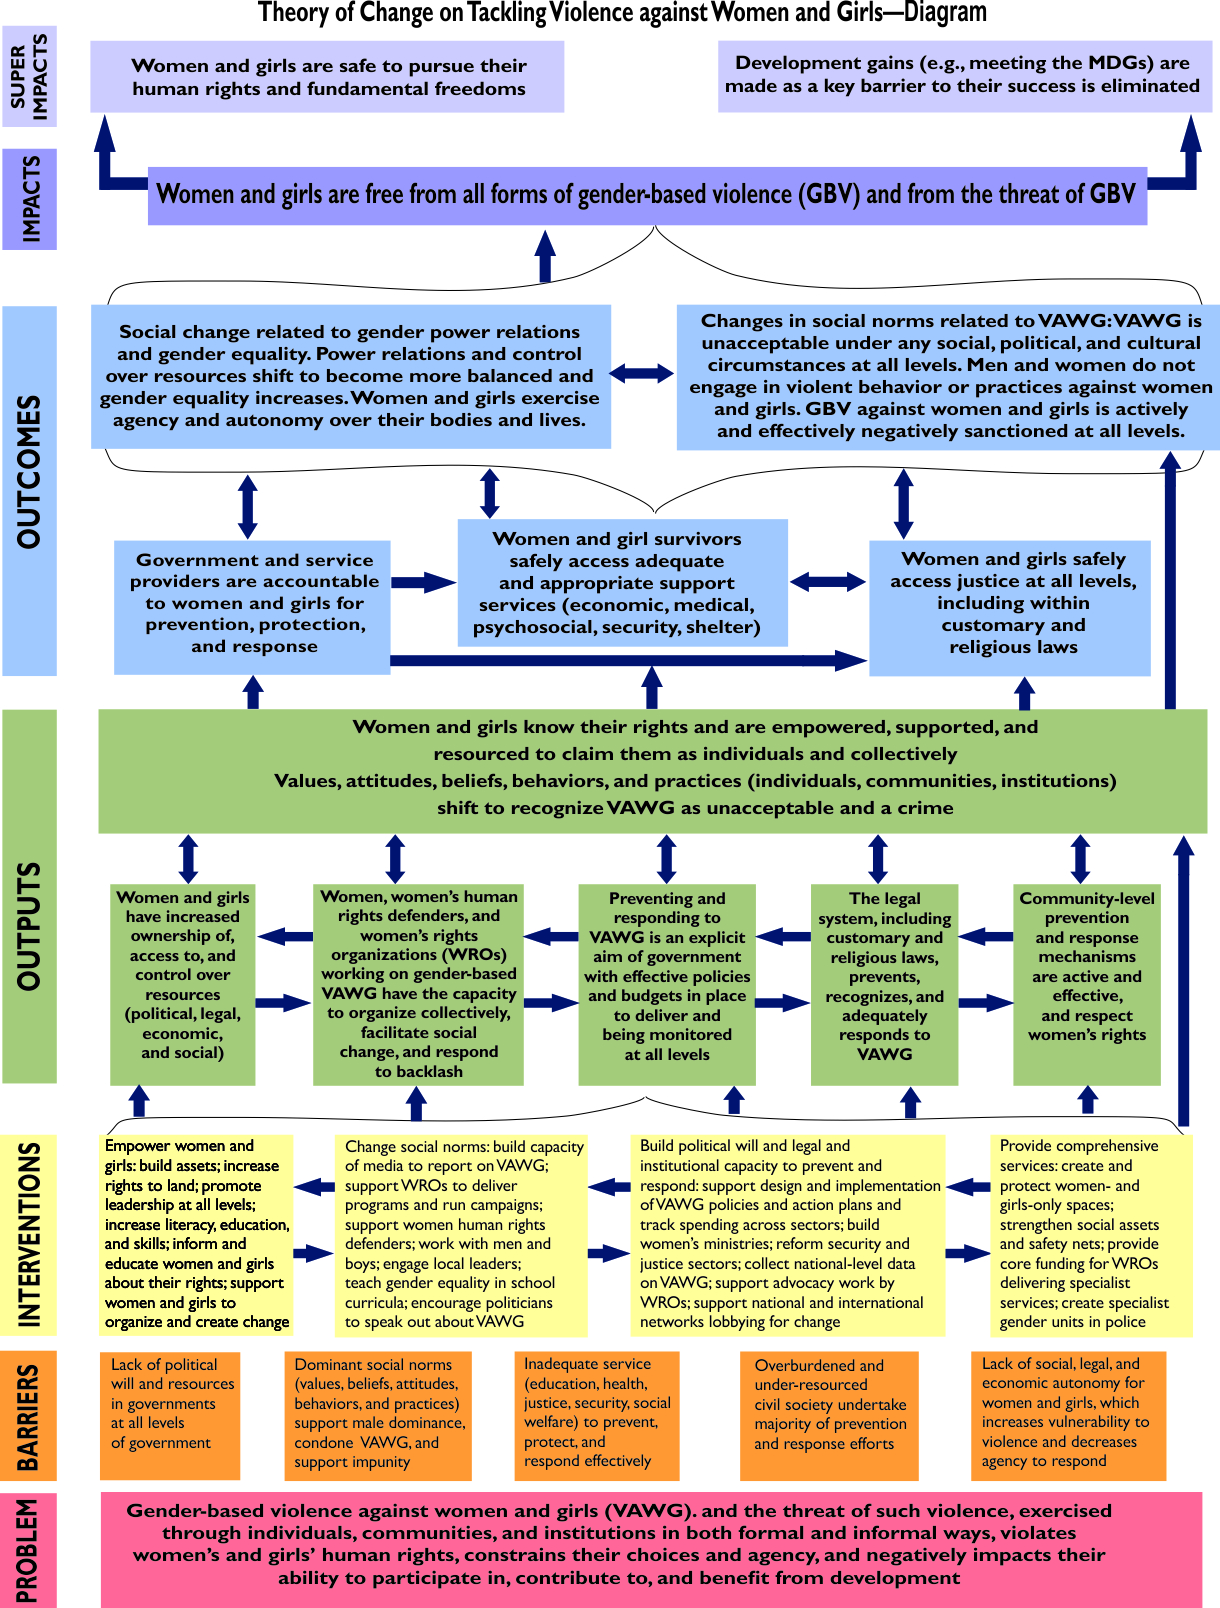 Theory of Change on Tackling Violence against Women and Girls—Diagram
SUPER
IMPACTS
Women and girls are safe to pursue their
human rights and fundamental freedoms
Development gains (e.g., meeting the MDGs) are
made as a key barrier to their success is eliminated
IMPACTS
Women and girls are free from all forms of gender-based violence (GBV) and from the threat of GBV
OUTCOMES
Social change related to gender power relations
and gender equality. Power relations and control
over resources shift to become more balanced and
gender equality increases. Women and girls exercise
agency and autonomy over their bodies and lives.
Changes in social norms related to VAWG: VAWG is
unacceptable under any social, political, and cultural
circumstances at all levels. Men and women do not
engage in violent behavior or practices against women
and girls. GBV against women and girls is actively
and effectively negatively sanctioned at all levels.
Government and service
providers are accountable
to women and girls for
prevention, protection,
and response
Women and girl survivors
safely access adequate
and appropriate support
services (economic, medical,
psychosocial, security, shelter)
Women and girls safely
access justice at all levels,
including within
customary and
religious laws
OUTPUTS
Women and girls know their rights and are empowered, supported, and
resourced to claim them as individuals and collectively
Values, attitudes, beliefs, behaviors, and practices (individuals, communities, institutions)
shift to recognize VAWG as unacceptable and a crime
Women and girls
have increased
ownership of,
access to, and
control over
resources
(political, legal,
economic,
and social)
Women, women's human
rights defenders, and
women's rights
organizations (WROs)
working on gender-based
VAWG have the capacity
to organize collectively,
facilitate social
change, and respond
to backlash
Preventing and
responding to
VAWG is an explicit
aim of government
with effective policies
and budgets in place
to deliver and
being monitored
at all levels
The legal
system, including
customary and
religious laws,
prevents,
recognizes, and
adequately
responds to
VAWG
Community-level
prevention
and response
mechanisms
are active and
effective,
and respect
women's rights
INTERVENTIONS
Empower women and
girls: build assets; increase
rights to land; promote
leadership at all levels;
increase literacy, education,
and skills; inform and
educate women and girls
about their rights; support
women and girls to
organize and create change
Change social norms: build capacity
of media to report on VAWG;
support WROs to deliver
programs and run campaigns;
support women human rights
defenders; work with men and
boys; engage local leaders;
teach gender equality in school
curricula; encourage politicians
to speak out about VAWG
Build political will and legal and
institutional capacity to prevent and
respond: support design and implementation
of VAWG policies and action plans and
track spending across sectors; build
women's ministries; reform security and
justice sectors; collect national-level data
on VAWG; support advocacy work by
WROs; support national and international
networks lobbying for change
Provide comprehensive
services: create and
protect women- and
girls-only spaces;
strengthen social assets
and safety nets; provide
core funding for WROs
delivering specialist
services; create specialist
gender units in police
BARRIERS
Lack of political
will and resources
in governments
at all levels
of government
Dominant social norms
(values, beliefs, attitudes,
behaviors, and practices)
support male dominance,
condone VAWG, and
support impunity
Inadequate service
(education, health,
justice, security, social
welfare) to prevent,
protect, and
respond effectively
Overburdened and
under-resourced
civil society undertake
majority of prevention
and response efforts
Lack of social, legal, and
economic autonomy for
women and girls, which
increases vulnerability to
violence and decreases
agency to respond
PROBLEM
Gender-based violence against women and girls (VAWG). and the threat of such violence, exercised
through individuals, communities, and institutions in both formal and informal ways, violates
women's and girls' human rights, constrains their choices and agency, and negatively impacts their
ability to participate in, contribute to, and benefit from development